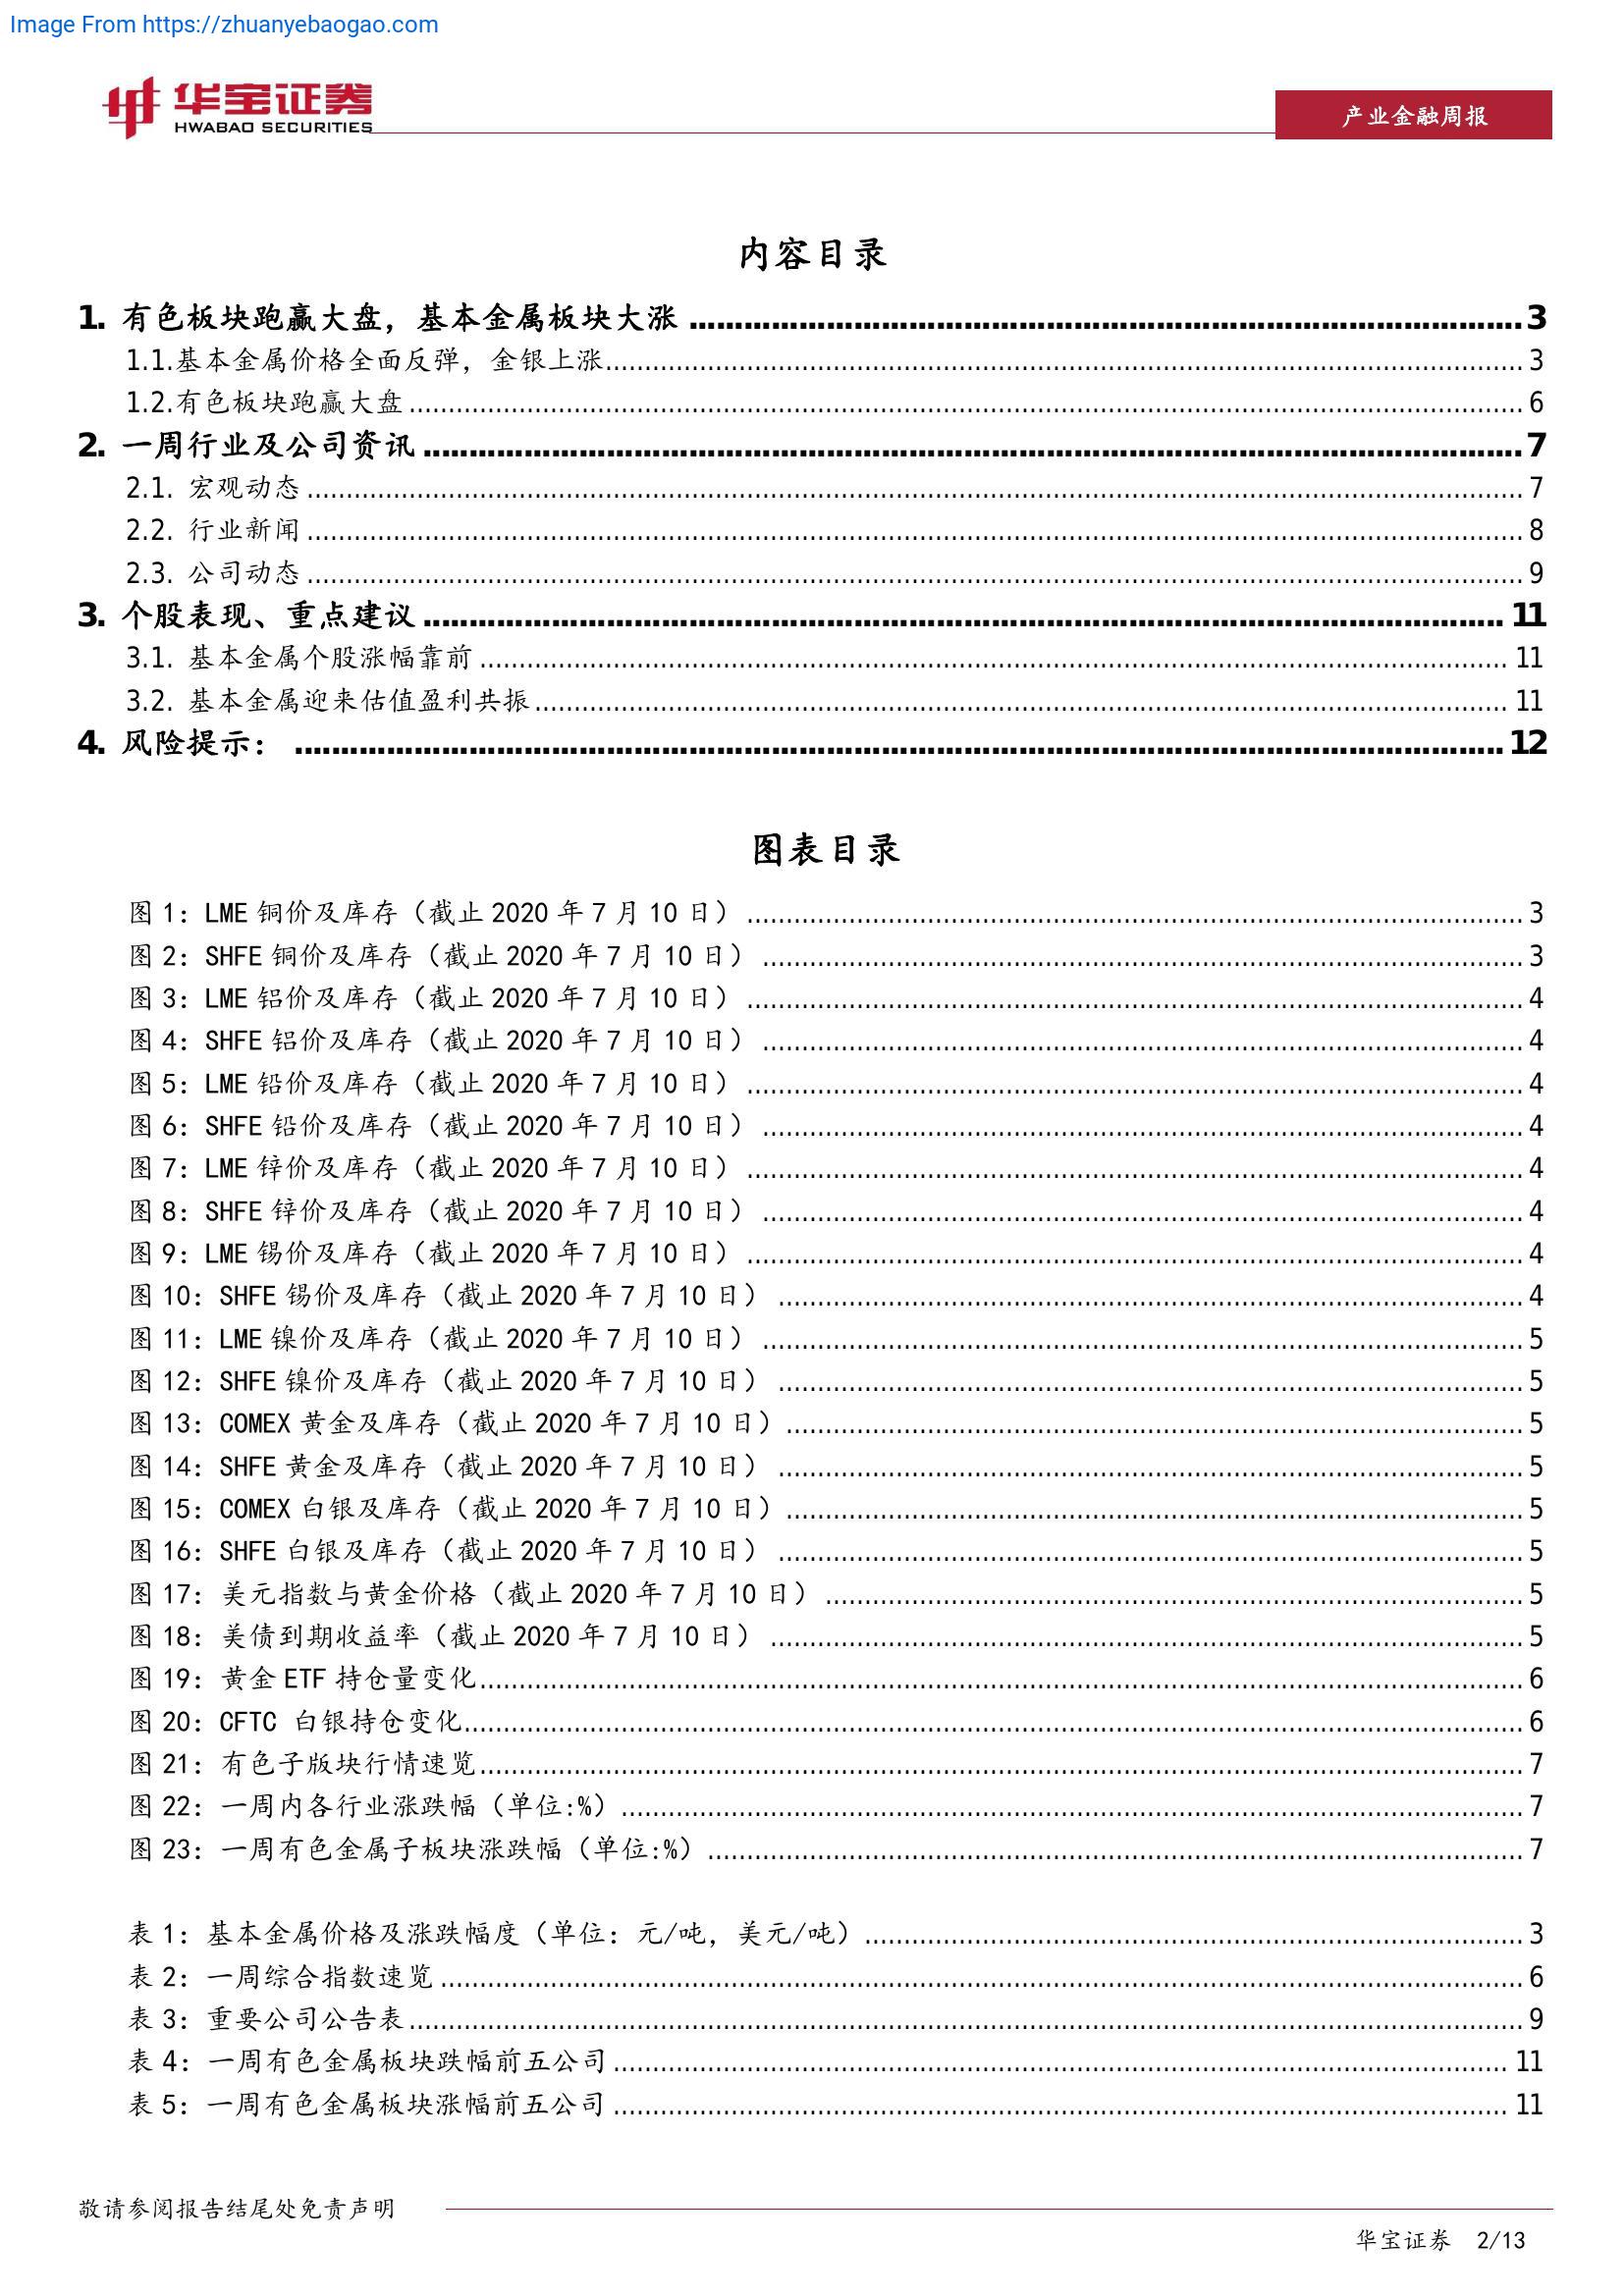 Image From https://zhuanyebaogao.com
华宝证券
HWABAO SECURITIES
产业金融周报
内容目录
1. 有色板块跑赢大盘，基本金属板块大涨 ........ 3
1.1.基本金属价格全面反弹，金银上涨........ 3
1.2.有色板块跑赢大盘 ........ 6
2. 一周行业及公司资讯 ........ 7
2.1. 宏观动态 ........ 7
2.2. 行业新闻 ........ 8
2.3. 公司动态 ........ 9
3. 个股表现、重点建议 ........ 11
3.1. 基本金属个股涨幅靠前 ........ 11
3.2. 基本金属迎来估值盈利共振 ........ 11
4. 风险提示： ........ 12
图表目录
图 1：LME 铜价及库存（截止 2020 年 7 月 10 日） ........ 3
图 2：SHFE 铜价及库存（截止 2020 年 7 月 10 日） ........ 3
图 3：LME 铝价及库存（截止 2020 年 7 月 10 日） ........ 4
图 4：SHFE 铝价及库存（截止 2020 年 7 月 10 日） ........ 4
图 5：LME 铅价及库存（截止 2020 年 7 月 10 日） ........ 4
图 6：SHFE 铅价及库存（截止 2020 年 7 月 10 日） ........ 4
图 7：LME 锌价及库存（截止 2020 年 7 月 10 日） ........ 4
图 8：SHFE 锌价及库存（截止 2020 年 7 月 10 日） ........ 4
图 9：LME 锡价及库存（截止 2020 年 7 月 10 日） ........ 4
图 10：SHFE 锡价及库存（截止 2020 年 7 月 10 日） ........ 4
图 11：LME 镍价及库存（截止 2020 年 7 月 10 日） ........ 5
图 12：SHFE 镍价及库存（截止 2020 年 7 月 10 日） ........ 5
图 13：COMEX 黄金及库存（截止 2020 年 7 月 10 日） ........ 5
图 14：SHFE 黄金及库存（截止 2020 年 7 月 10 日） ........ 5
图 15：COMEX 白银及库存（截止 2020 年 7 月 10 日） ........ 5
图 16：SHFE 白银及库存（截止 2020 年 7 月 10 日） ........ 5
图 17：美元指数与黄金价格（截止 2020 年 7 月 10 日） ........ 5
图 18：美债到期收益率（截止 2020 年 7 月 10 日） ........ 5
图 19：黄金 ETF 持仓量变化 ........ 6
图 20：CFTC 白银持仓变化 ........ 6
图 21：有色子版块行情速览 ........ 7
图 22：一周内各行业涨跌幅（单位:%） ........ 7
图 23：一周有色金属子板块涨跌幅（单位:%） ........ 7
表 1：基本金属价格及涨跌幅度（单位：元/吨，美元/吨） ........ 3
表 2：一周综合指数速览 ........ 6
表 3：重要公司公告表 ........ 9
表 4：一周有色金属板块跌幅前五公司 ........ 11
表 5：一周有色金属板块涨幅前五公司 ........ 11
敬请参阅报告结尾处免责声明
华宝证券 2/13